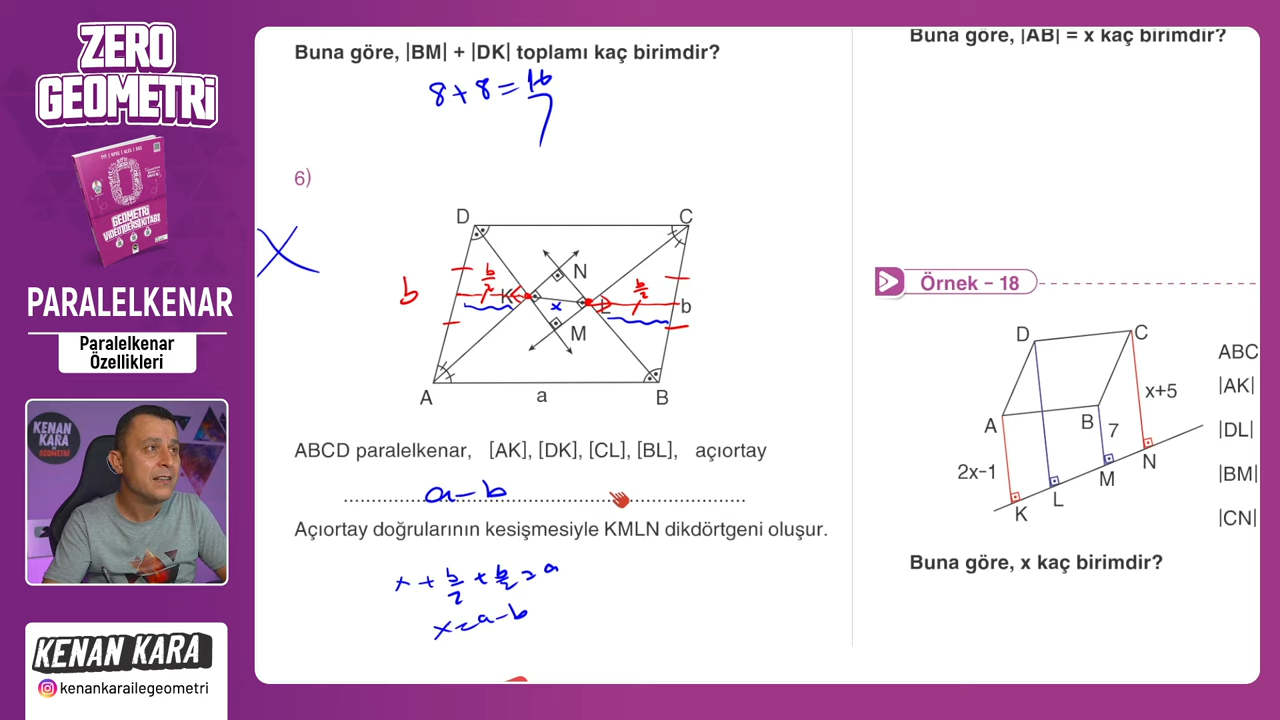 ZERO
GEOMETRİ
GEOMETRİ
VİDEO DERS KİTABI
PARALELKENAR
Paralelkenar
Özellikleri
KENAN
KARA
GEOMETRİ
KENAN KARA
kenankarailegeometri
Buna göre, |BM| + |DK| toplamı kaç birimdir?
8 + 8 = 16
6)
D
C
b
b/2
K
N
x
L
M
b/2
b
A
a
B
ABCD paralelkenar, [AK], [DK], [CL], [BL], açıortay
a - b
Açıortay doğrularının kesişmesiyle KMLN dikdörtgeni oluşur.
x + b/2 + b/2 = a
x = a - b
Buna göre, |AB| = x kaç birimdir?
Örnek – 18
D
C
A
B
x+5
7
2x-1
K
L
M
N
ABC
|AK|
|DL|
|BM|
|CN|
Buna göre, x kaç birimdir?